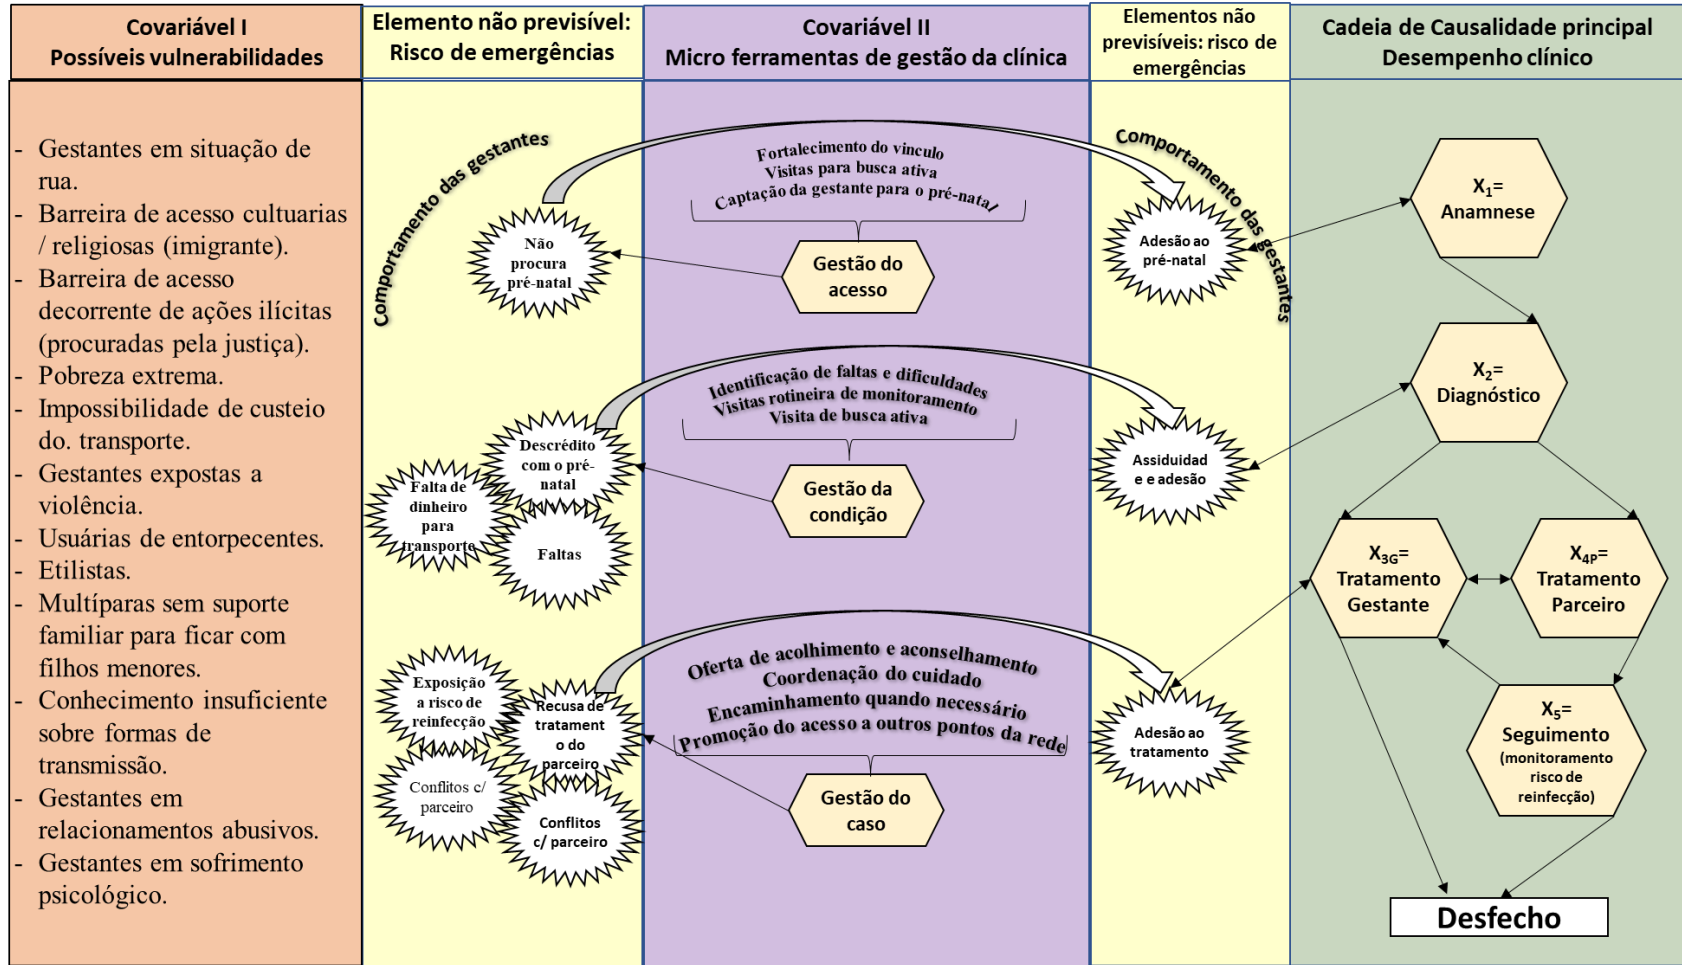 Covariável I
Possíveis vulnerabilidades
Elemento não previsível:
Risco de emergências
Covariável II
Micro ferramentas de gestão da clínica
Elementos não
previsíveis: risco de
emergências
Cadeia de Causalidade principal
Desempenho clínico
- Gestantes em situação de
rua.
- Barreira de acesso cultuarias
/ religiosas (imigrante).
- Barreira de acesso
decorrente de ações ilícitas
(procuradas pela justiça).
- Pobreza extrema.
- Impossibilidade de custeio
do. transporte.
- Gestantes expostas a
violência.
- Usuárias de entorpecentes.
- Etilistas.
- Multíparas sem suporte
familiar para ficar com
filhos menores.
- Conhecimento insuficiente
sobre formas de
transmissão.
- Gestantes em
relacionamentos abusivos.
- Gestantes em sofrimento
psicológico.
Comportamento das gestantes
Não
procura
pré-natal
Descrédito
com o pré-
natal
Falta de
dinheiro
para
transporte
Faltas
Exposição
a risco de
reinfecção
Recusa de
tratament
o do
parceiro
Conflitos c/
parceiro
Conflitos
c/ parceiro
Fortalecimento do vinculo
Visitas para busca ativa
Captação da gestante para o pré-natal
Gestão do
acesso
Identificação de faltas e dificuldades
Visitas rotineira de monitoramento
Visita de busca ativa
Gestão da
condição
Oferta de acolhimento e aconselhamento
Coordenação do cuidado
Encaminhamento quando necessário
Promoção do acesso a outros pontos da rede
Gestão do
caso
Comportamento das gestantes
Adesão ao
pré-natal
Assiduidad
e e adesão
Adesão ao
tratamento
X1=
Anamnese
X2=
Diagnóstico
X3G=
Tratamento
Gestante
X4P=
Tratamento
Parceiro
X5=
Seguimento
(monitoramento
risco de
reinfecção)
Desfecho